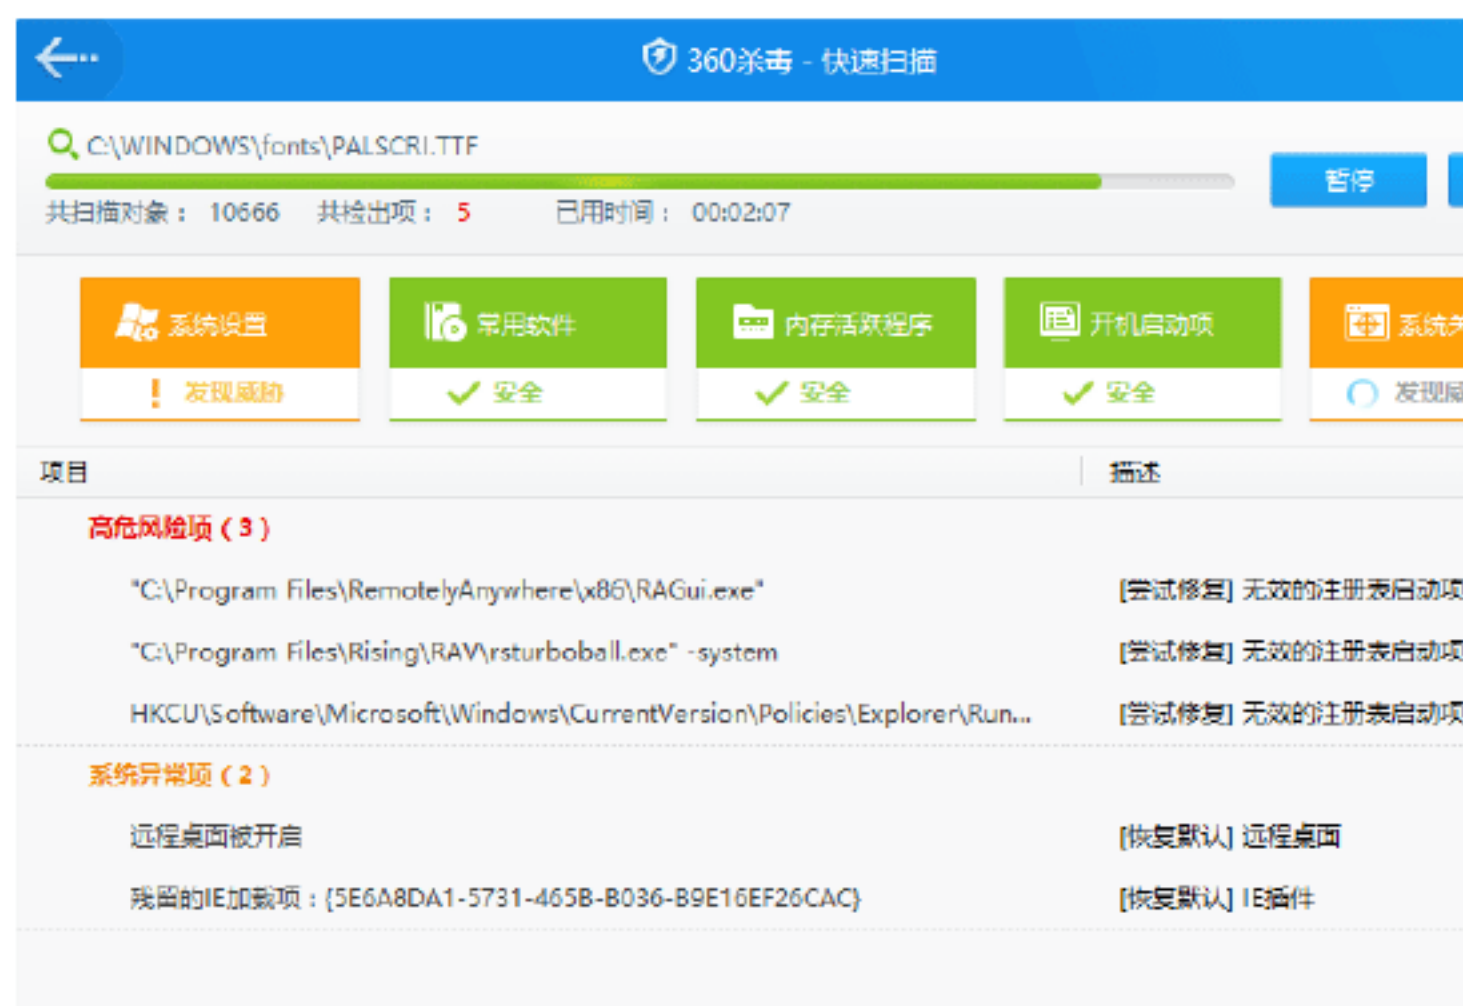 360杀毒 - 快速扫描
C:\WINDOWS\fonts\PALSCRI.TTF
暂停
共扫描对象： 10666 共检出项： 5 已用时间： 00:02:07
系统设置 常用软件 内存活跃程序 开机启动项 系统关
发现威胁 安全 安全 安全 发现威
项目 描述
高危风险项（3）
"C:\Program Files\RemotelyAnywhere\x86\RAGui.exe" [尝试修复] 无效的注册表启动项
"C:\Program Files\Rising\RAV\rsturboball.exe" -system [尝试修复] 无效的注册表启动项
HKCU\Software\Microsoft\Windows\CurrentVersion\Policies\Explorer\Run... [尝试修复] 无效的注册表启动项
系统异常项（2）
远程桌面被开启 [恢复默认] 远程桌面
残留的IE加载项：{5E6A8DA1-5731-465B-B036-B9E16EF26CAC} [恢复默认] IE插件